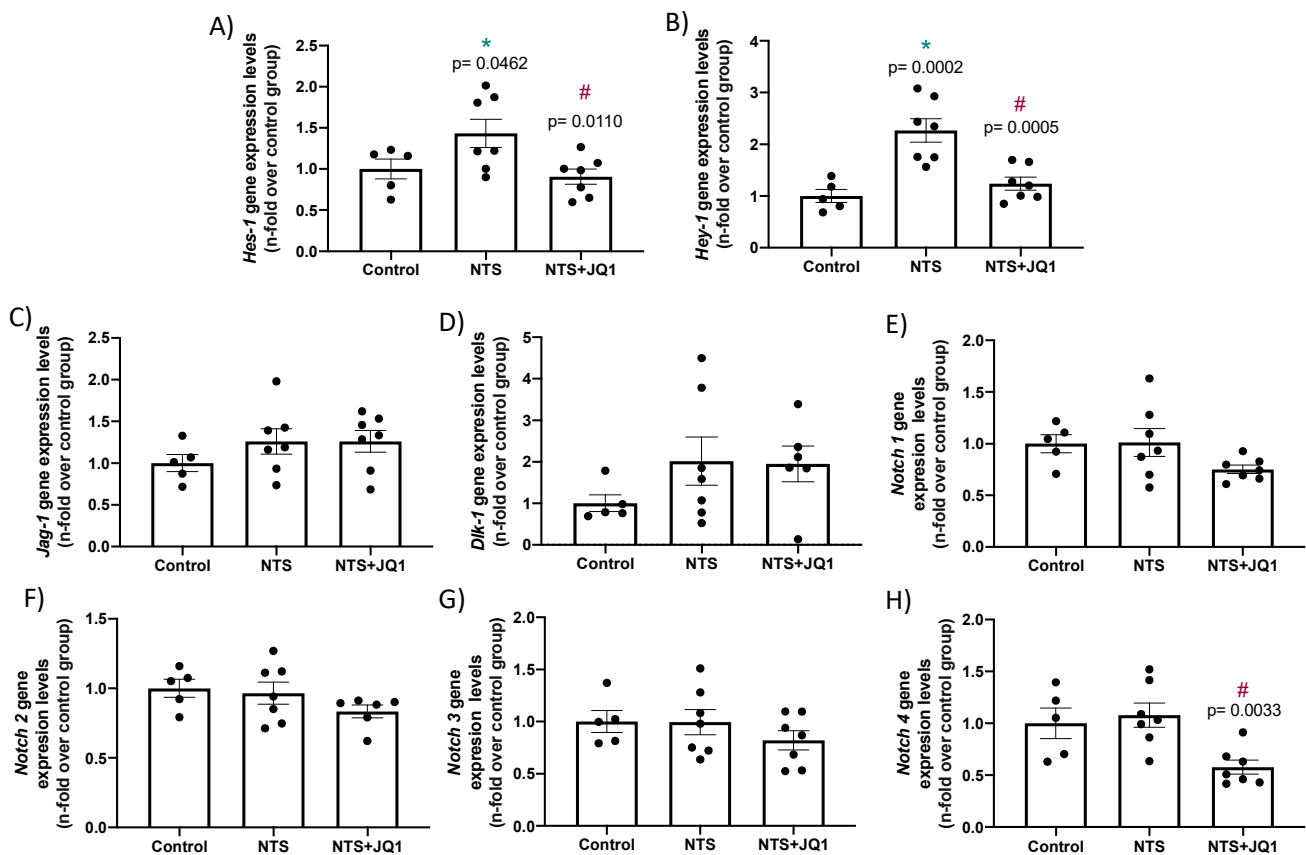 A)
Hes-1 gene expression levels
(n-fold over control group)
2.5
2.0
1.5
1.0
0.5
0.0
*
p= 0.0462
#
p= 0.0110
Control
NTS
NTS+JQ1
B)
Hey-1 gene expression levels
(n-fold over control group)
4
3
2
1
0
*
p= 0.0002
#
p= 0.0005
Control
NTS
NTS+JQ1
C)
Jag-1 gene expression levels
(n-fold over control group)
2.5
2.0
1.5
1.0
0.5
0.0
Control
NTS
NTS+JQ1
D)
Dlk-1 gene expression levels
(n-fold over control group)
5
4
3
2
1
0
Control
NTS
NTS+JQ1
E)
Notch 1 gene
expression levels
(n-fold over control group)
2.0
1.5
1.0
0.5
0.0
Control
NTS
NTS+JQ1
F)
Notch 2 gene
expresion levels
(n-fold over control group)
1.5
1.0
0.5
0.0
Control
NTS
NTS+JQ1
G)
Notch 3 gene
expression levels
(n-fold over control group)
2.0
1.5
1.0
0.5
0.0
Control
NTS
NTS+JQ1
H)
Notch 4 gene
expression levels
(n-fold over control group)
2.0
1.5
1.0
0.5
0.0
#
p= 0.0033
Control
NTS
NTS+JQ1